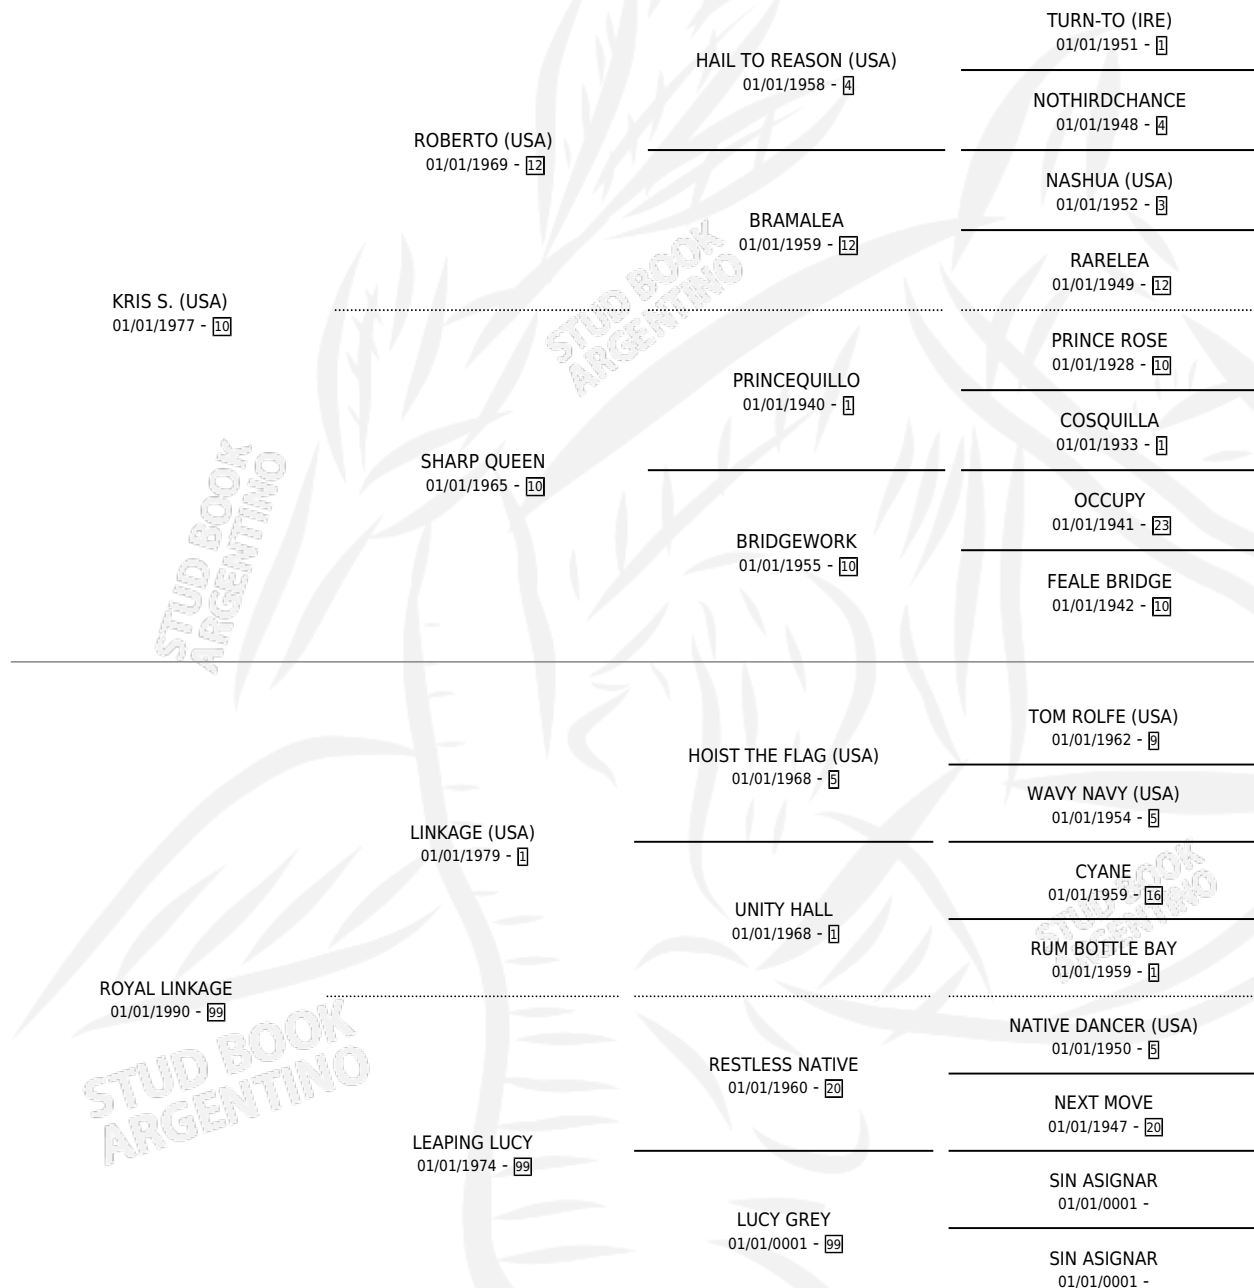 TURN-TO (IRE)
01/01/1951 - 1
HAIL TO REASON (USA)
01/01/1958 - 4
NOTHIRDCHANCE
01/01/1948 - 4
ROBERTO (USA)
01/01/1969 - 12
NASHUA (USA)
01/01/1952 - 3
BRAMALEA
01/01/1959 - 12
RARELEA
01/01/1949 - 12
KRIS S. (USA)
01/01/1977 - 10
PRINCE ROSE
01/01/1928 - 10
PRINCEQUILLO
01/01/1940 - 1
COSQUILLA
01/01/1933 - 1
SHARP QUEEN
01/01/1965 - 10
OCCUPY
01/01/1941 - 23
BRIDGEWORK
01/01/1955 - 10
FEALE BRIDGE
01/01/1942 - 10
TOM ROLFE (USA)
01/01/1962 - 9
HOIST THE FLAG (USA)
01/01/1968 - 5
WAVY NAVY (USA)
01/01/1954 - 5
LINKAGE (USA)
01/01/1979 - 1
CYANE
01/01/1959 - 16
UNITY HALL
01/01/1968 - 1
RUM BOTTLE BAY
01/01/1959 - 1
ROYAL LINKAGE
01/01/1990 - 99
NATIVE DANCER (USA)
01/01/1950 - 5
RESTLESS NATIVE
01/01/1960 - 20
NEXT MOVE
01/01/1947 - 20
LEAPING LUCY
01/01/1974 - 99
SIN ASIGNAR
01/01/0001 -
LUCY GREY
01/01/0001 - 99
SIN ASIGNAR
01/01/0001 -
STUD BOOK
ARGENTINO
STUD BOOK
ARGENTINO
STUD BOOK
ARGENTINO
STUD BOOK
ARGENTINO